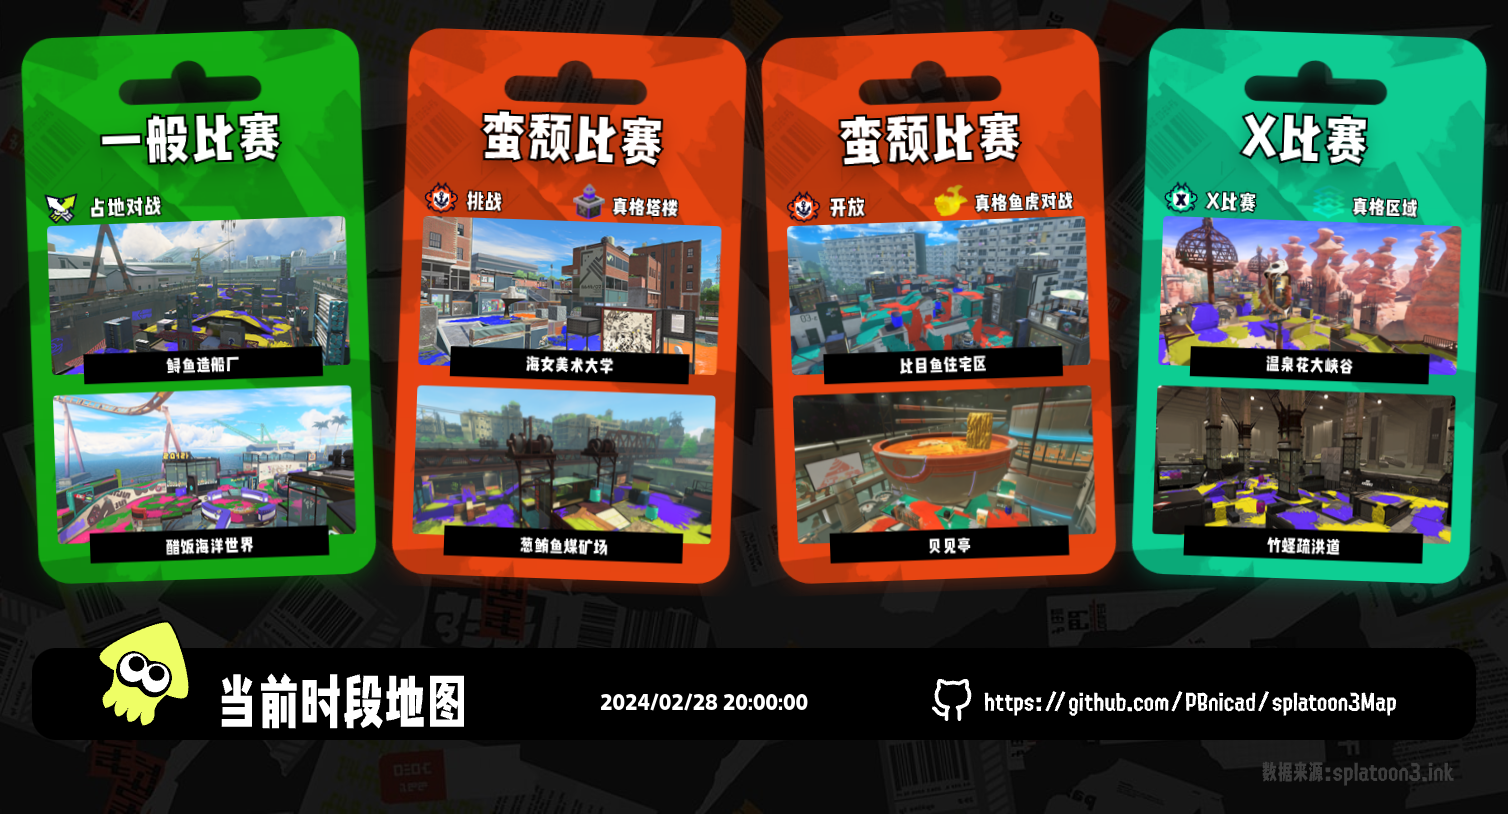 一般比赛
占地对战
鲟鱼造船厂
醋饭海洋世界
蛮颓比赛
挑战
真格塔楼
海女美术大学
葱鲔鱼煤矿场
蛮颓比赛
开放
真格鱼虎对战
比目鱼住宅区
贝见亭
X比赛
X比赛
真格区域
温泉花大峡谷
竹蛏疏洪道
当前时段地图
2024/02/28 20:00:00
https://github.com/PBnicad/splatoon3Map
数据来源:splatoon3.ink